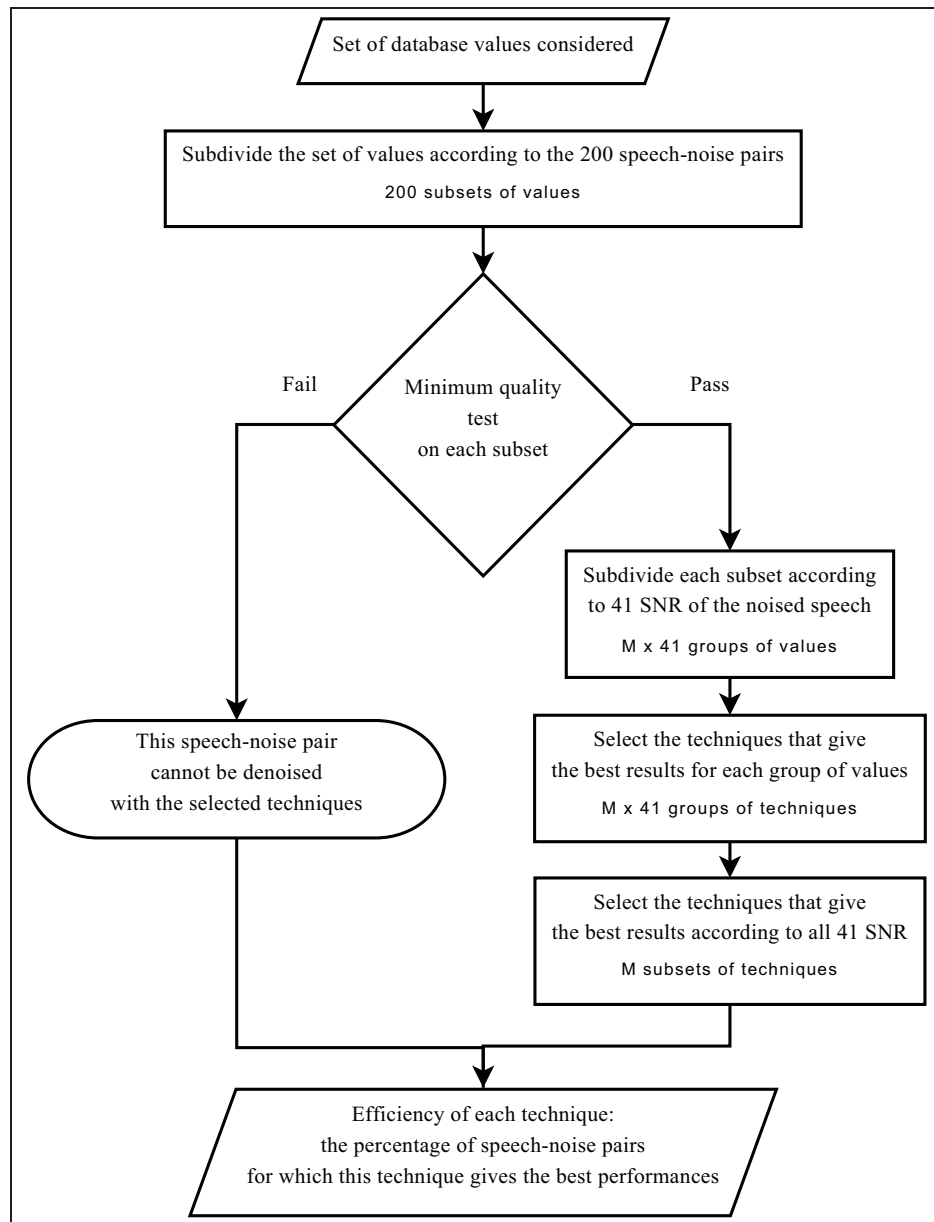 Set of database values considered
Subdivide the set of values according to the 200 speech-noise pairs
200 subsets of values
Fail
Pass
Minimum quality
test
on each subset
Subdivide each subset according
to 41 SNR of the noised speech
M x 41 groups of values
This speech-noise pair
cannot be denoised
with the selected techniques
Select the techniques that give
the best results for each group of values
M x 41 groups of techniques
Select the techniques that give
the best results according to all 41 SNR
M subsets of techniques
Efficiency of each technique:
the percentage of speech-noise pairs
for which this technique gives the best performances